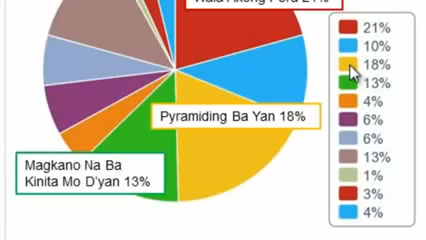 Wala Akong Pera 21%
21%
10%
18%
13%
4%
6%
6%
13%
1%
3%
4%
Pyramiding Ba Yan 18%
Magkano Na Ba
Kinita Mo D'yan 13%